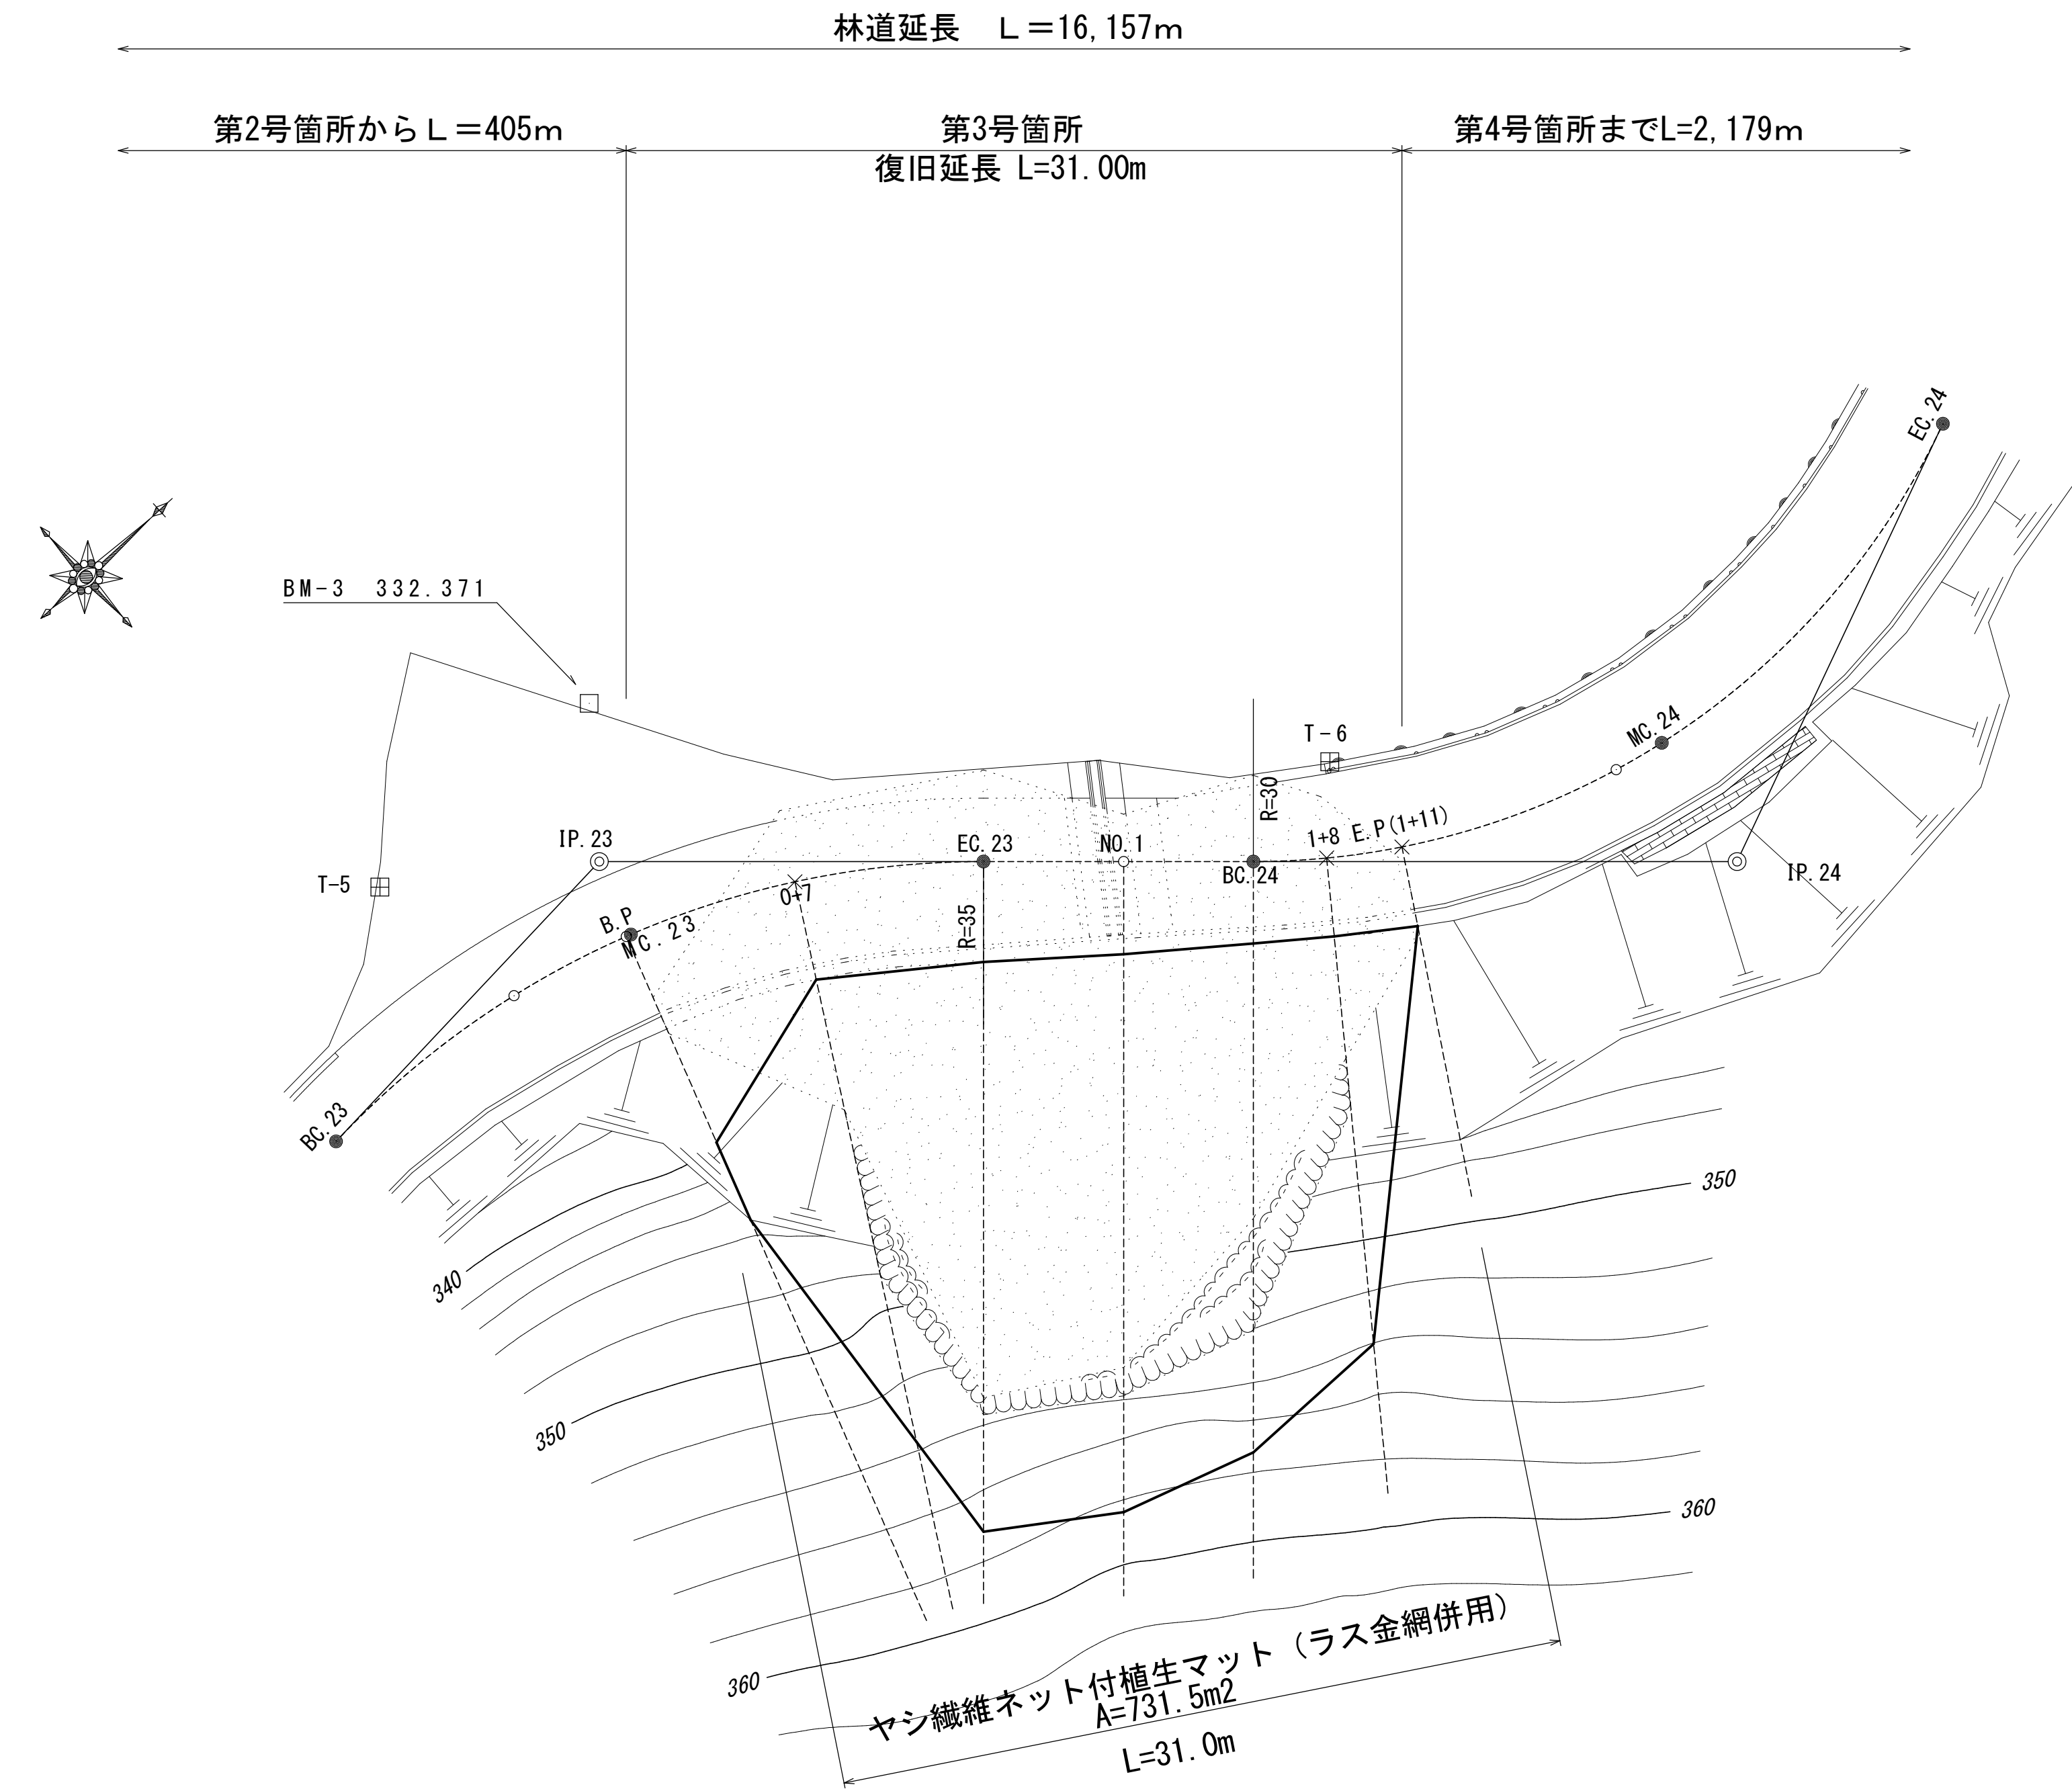 林道延長　Ｌ＝16,157ｍ
第2号箇所からＬ＝405ｍ
第3号箇所
第4号箇所までL=2,179ｍ
復旧延長 L=31.00m
EC.24
BM-3　332.371
T-6
MC.24
R=30
1+8 E.P(1+11)
IP.23
EC.23
NO.1
BC.24
IP.24
T-5
0+7
B.P
MC.23
R=35
BC.23
350
340
350
360
360
ヤシ繊維ネット付植生マット（ラス金網併用）
A=731.5m2
L=31.0m